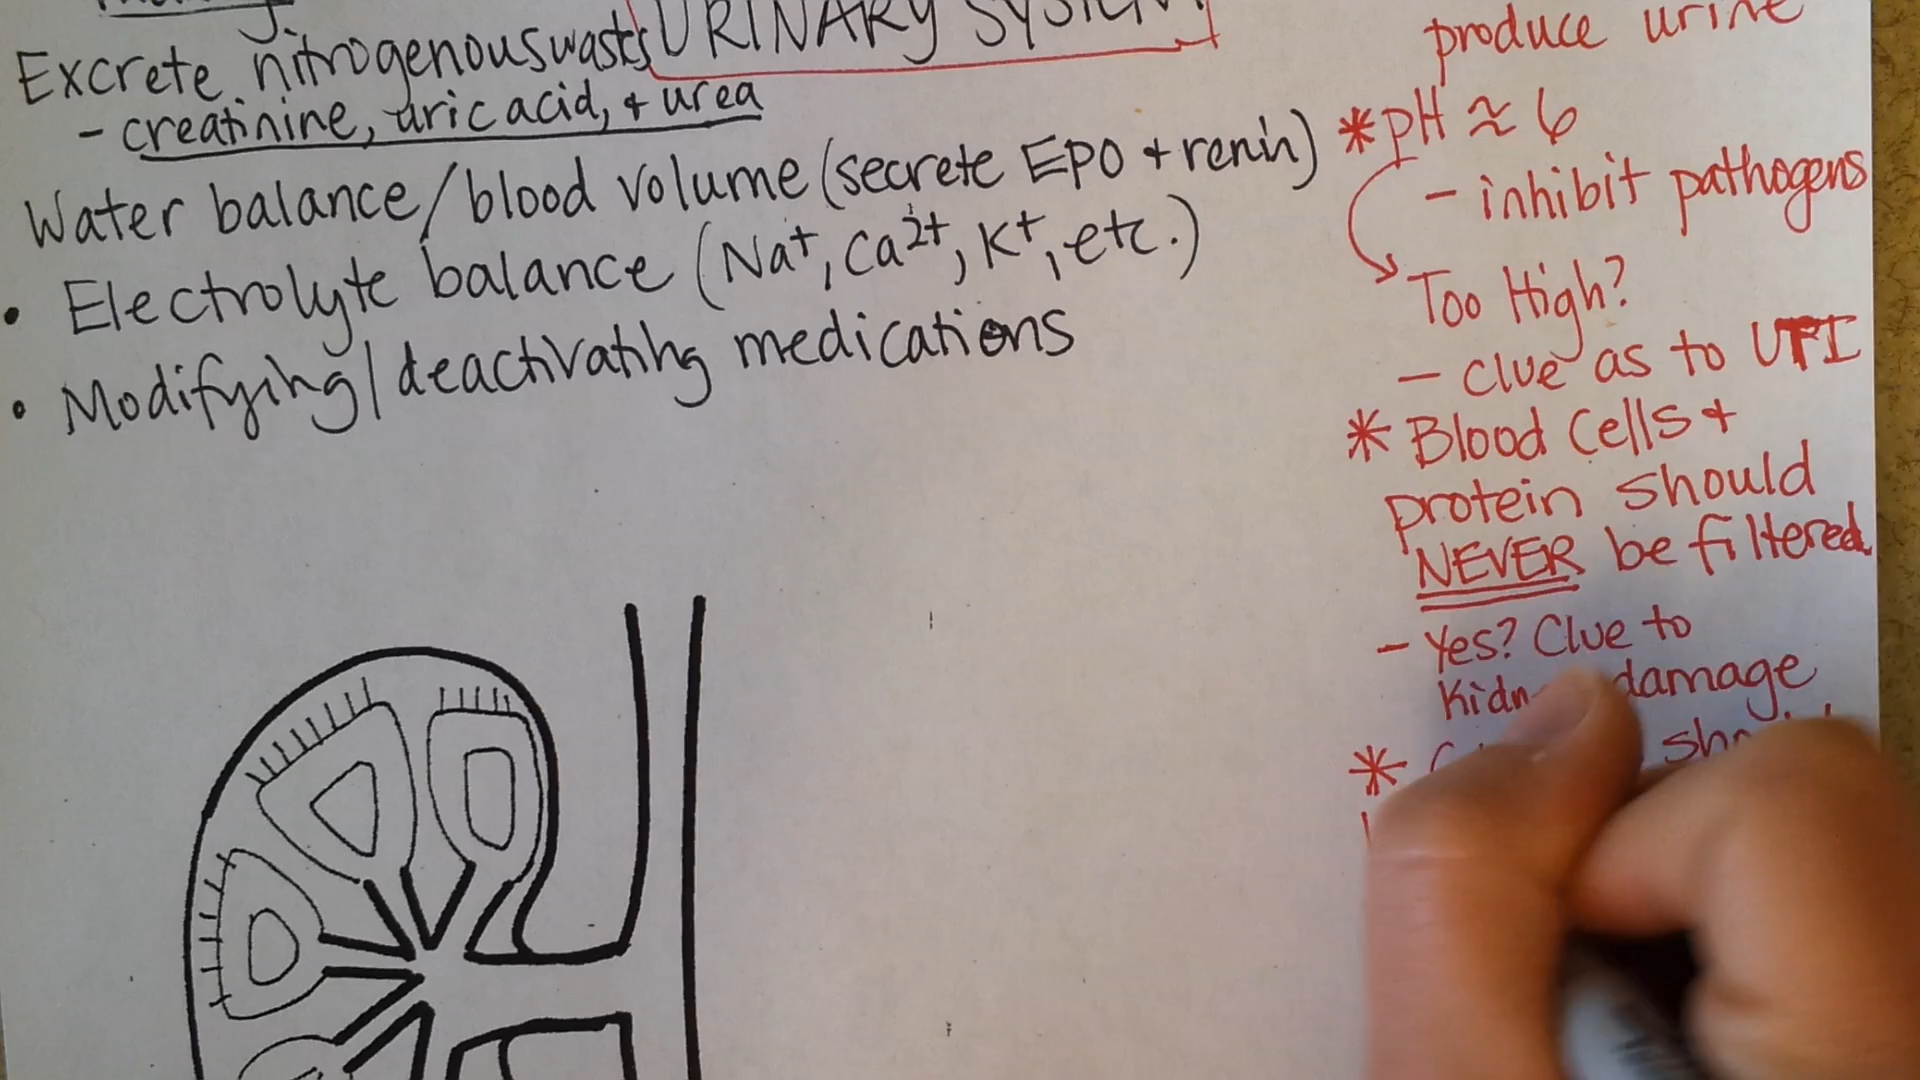 URINARY SYSTEM
Excrete nitrogenous wastes
- creatinine, uric acid, + urea
Water balance/blood volume (secrete EPO + renin)
• Electrolyte balance (Na+, Ca2+, K+, etc.)
• Modifying/deactivating medications
produce urine
* pH ≈ 6
- inhibit pathogens
Too High?
- clue as to UTI
* Blood Cells +
protein should
NEVER be filtered
- Yes? Clue to
damage
*